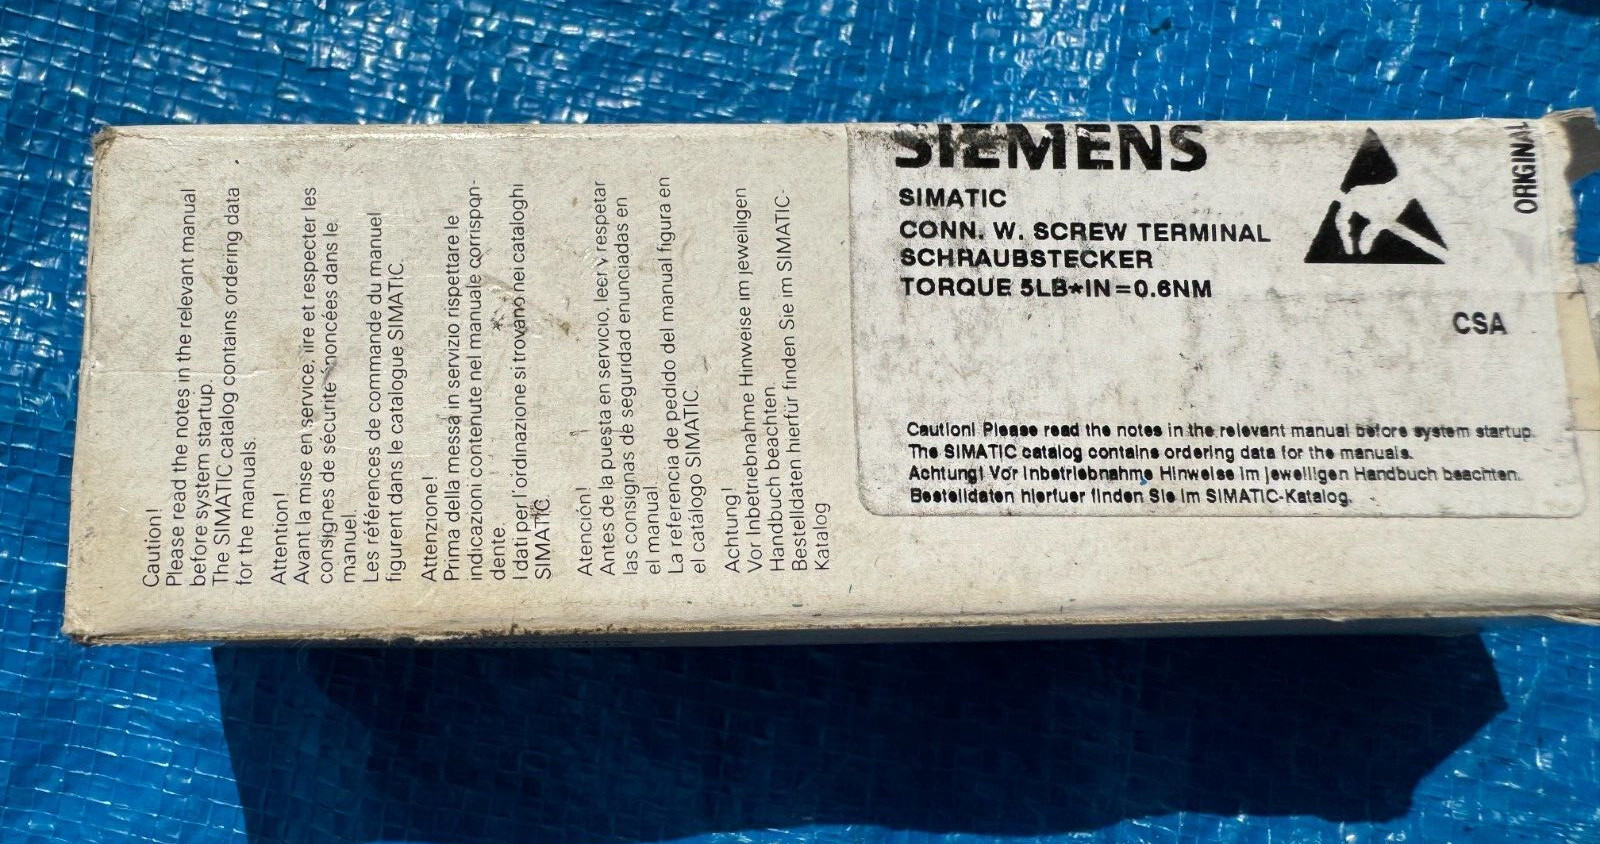 Caution!
Please read the notes in the relevant manual
before system startup.
The SIMATIC catalog contains ordering data
for the manuals.
Attention!
Avant la mise en service, lire et respecter les
consignes de sécurité énoncées dans le
manuel.
Les références de commande du manuel
figurent dans le catalogue SIMATIC.
Attenzione!
Prima della messa in servizio rispettare le
indicazioni contenute nel manuale corrispon-
dente.
I dati per l'ordinazione si trovano nei cataloghi
SIMATIC.
Atención!
Antes de la puesta en servicio, leer y respetar
las consignas de seguridad enunciadas en
el manual.
La referencia de pedido del manual figura en
el catálogo SIMATIC.
Achtung!
Vor Inbetriebnahme Hinweise im jeweiligen
Handbuch beachten.
Bestelldaten hierfür finden Sie im SIMATIC-
Katalog
SIEMENS
SIMATIC
CONN. W. SCREW TERMINAL
SCHRAUBSTECKER
TORQUE 5LB*IN=0.6NM
ORIGINAL
CSA
Caution! Please read the notes in the relevant manual before system startup.
The SIMATIC catalog contains ordering data for the manuals.
Achtung! Vor Inbetriebnahme Hinweise im jeweiligen Handbuch beachten.
Bestelldaten hierfuer finden Sie im SIMATIC-Katalog.